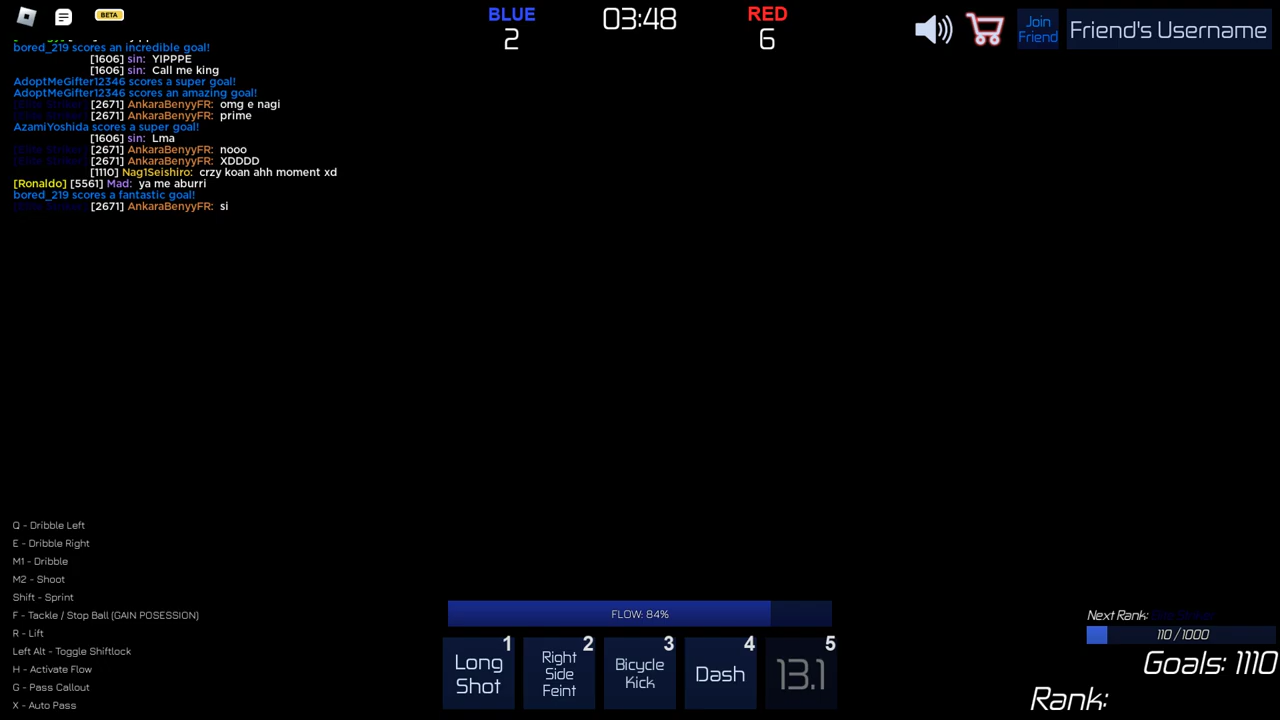 BETA
BLUE
2
03:48
RED
6
Join
Friend
Friend's Username
bored_219 scores an incredible goal!
[1606] sin: YIPPPE
[1606] sin: Call me king
AdoptMeGifter12346 scores a super goal!
AdoptMeGifter12346 scores an amazing goal!
[2671] AnkaraBenyyFR: omg e nagi
[2671] AnkaraBenyyFR: prime
AzamiYoshida scores a super goal!
[1606] sin: Lma
[2671] AnkaraBenyyFR: nooo
[2671] AnkaraBenyyFR: XDDDD
[1110] Nag1Seishiro: crzy koan ahh moment xd
[Ronaldo] [5561] Mad: ya me aburri
bored_219 scores a fantastic goal!
[2671] AnkaraBenyyFR: si
Q - Dribble Left
E - Dribble Right
M1 - Dribble
M2 - Shoot
Shift - Sprint
F - Tackle / Stop Ball (GAIN POSESSION)
R - Lift
Left Alt - Toggle Shiftlock
H - Activate Flow
G - Pass Callout
X - Auto Pass
FLOW: 84%
1
Long
Shot
2
Right
Side
Feint
3
Bicycle
Kick
4
Dash
5
13.1
Next Rank:
110 / 1000
Goals: 1110
Rank: